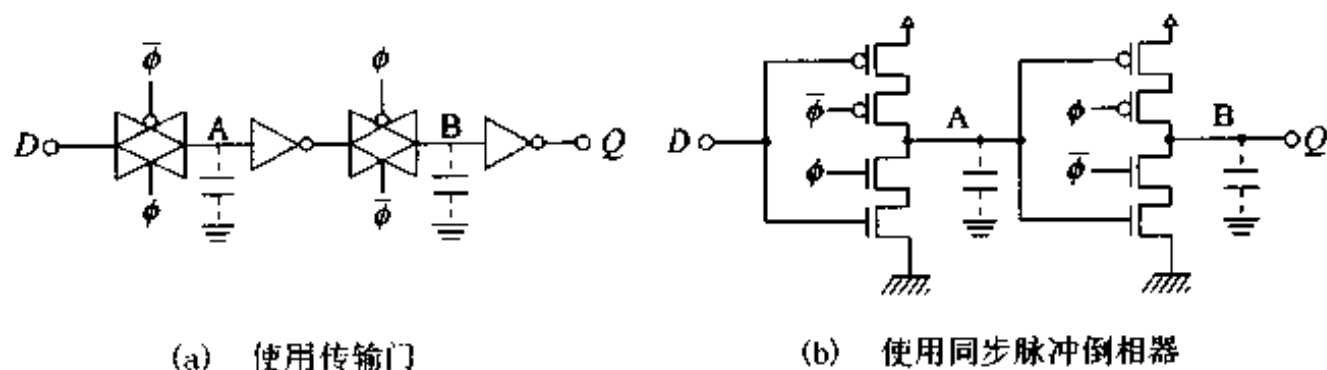 ϕ̅ ϕ
D A B Q
ϕ ϕ̅
D ϕ̅ A ϕ B Q
ϕ ϕ̅
(a) 使用传输门
(b) 使用同步脉冲倒相器